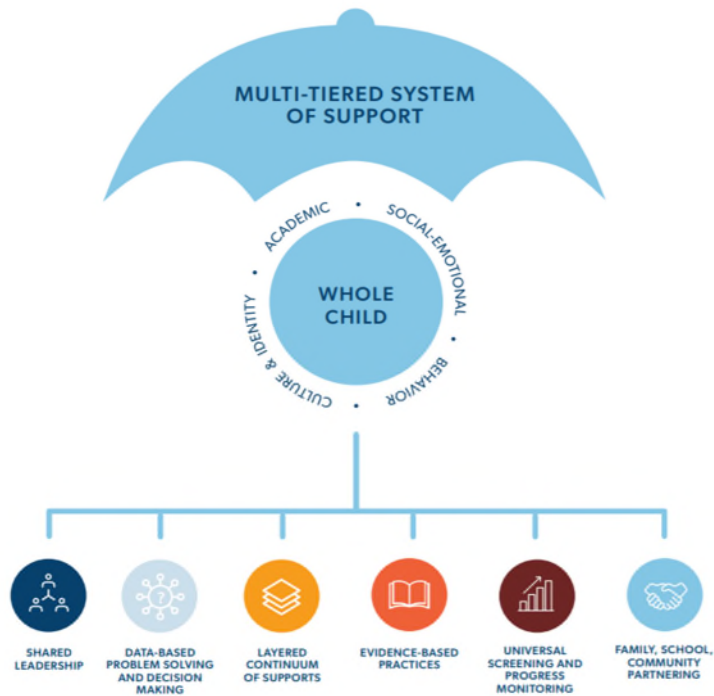 MULTI-TIERED SYSTEM
OF SUPPORT
ACADEMIC • SOCIAL-EMOTIONAL • BEHAVIOR • CULTURE & IDENTITY •
WHOLE
CHILD
?
SHARED
LEADERSHIP
DATA-BASED
PROBLEM SOLVING
AND DECISION
MAKING
LAYERED
CONTINUUM
OF SUPPORTS
EVIDENCE-BASED
PRACTICES
UNIVERSAL
SCREENING AND
PROGRESS
MONITORING
FAMILY, SCHOOL,
COMMUNITY
PARTNERING